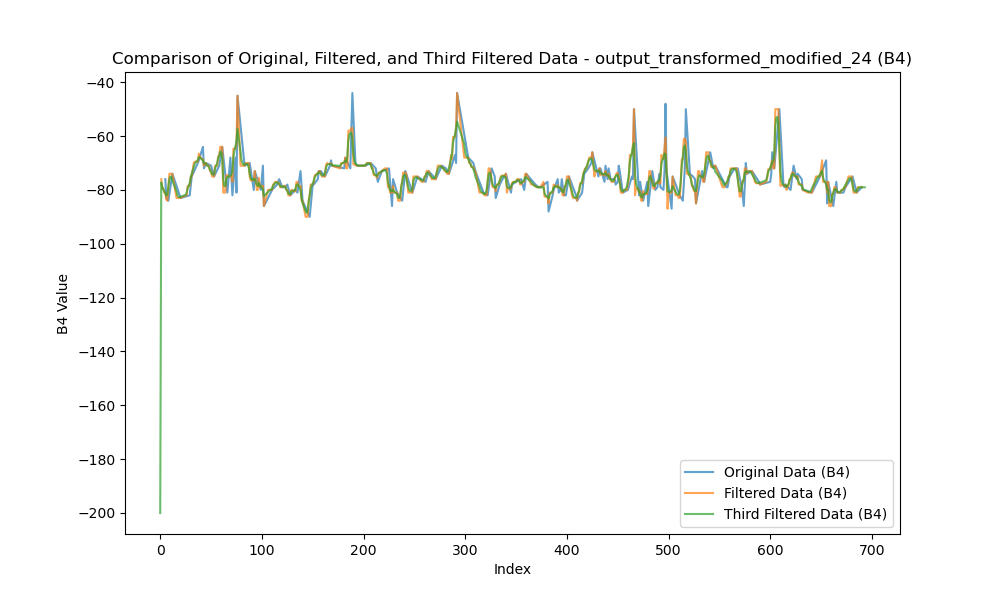 Comparison of Original, Filtered, and Third Filtered Data - output_transformed_modified_24 (B4)
−40
−60
−80
−100
−120
−140
−160
−180
−200
B4 Value
0 100 200 300 400 500 600 700
Index
Original Data (B4)
Filtered Data (B4)
Third Filtered Data (B4)